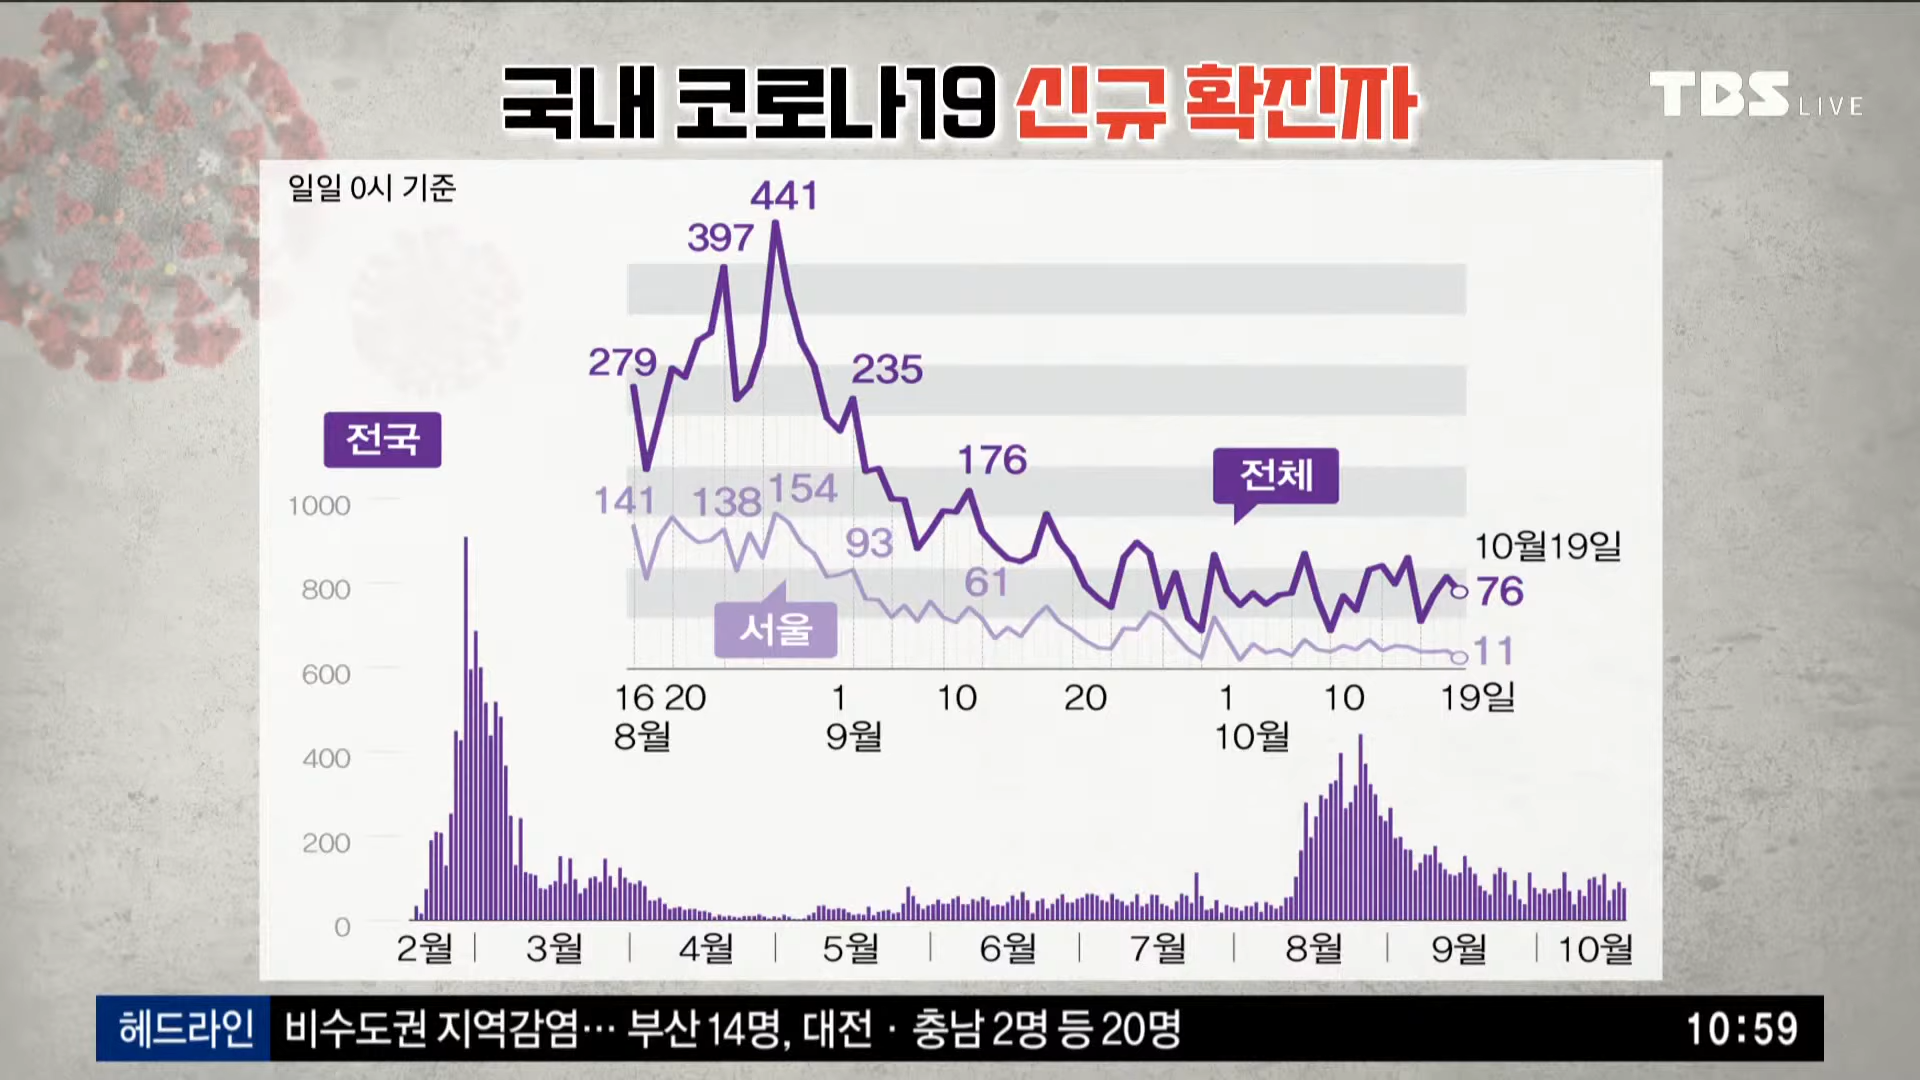 국내 코로나19 신규 확진자
TBS LIVE
일일 0시 기준
441
397
279
235
전국
176
전체
141
138
154
93
61
서울
10월19일
76
11
16 20 1 10 20 1 10 19일
8월 9월 10월
1000
800
600
400
200
0
2월 3월 4월 5월 6월 7월 8월 9월 10월
헤드라인 비수도권 지역감염… 부산 14명, 대전 · 충남 2명 등 20명 10:59